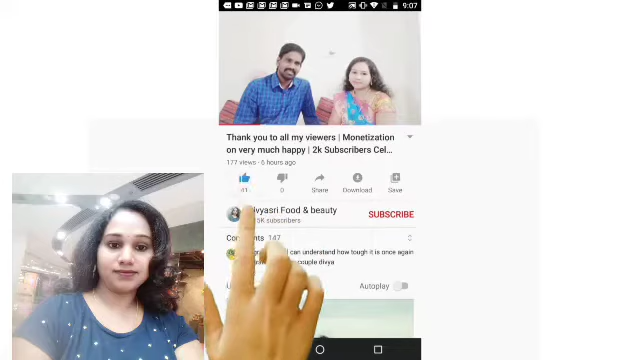 9:07
Thank you to all my viewers | Monetization
on very much happy | 2k Subscribers Cel...
177 views · 6 hours ago
41
0
Share
Download
Save
Food & beauty
5K subscribers
SUBSCRIBE
147
can understand how tough it is once again
couple divya
Autoplay